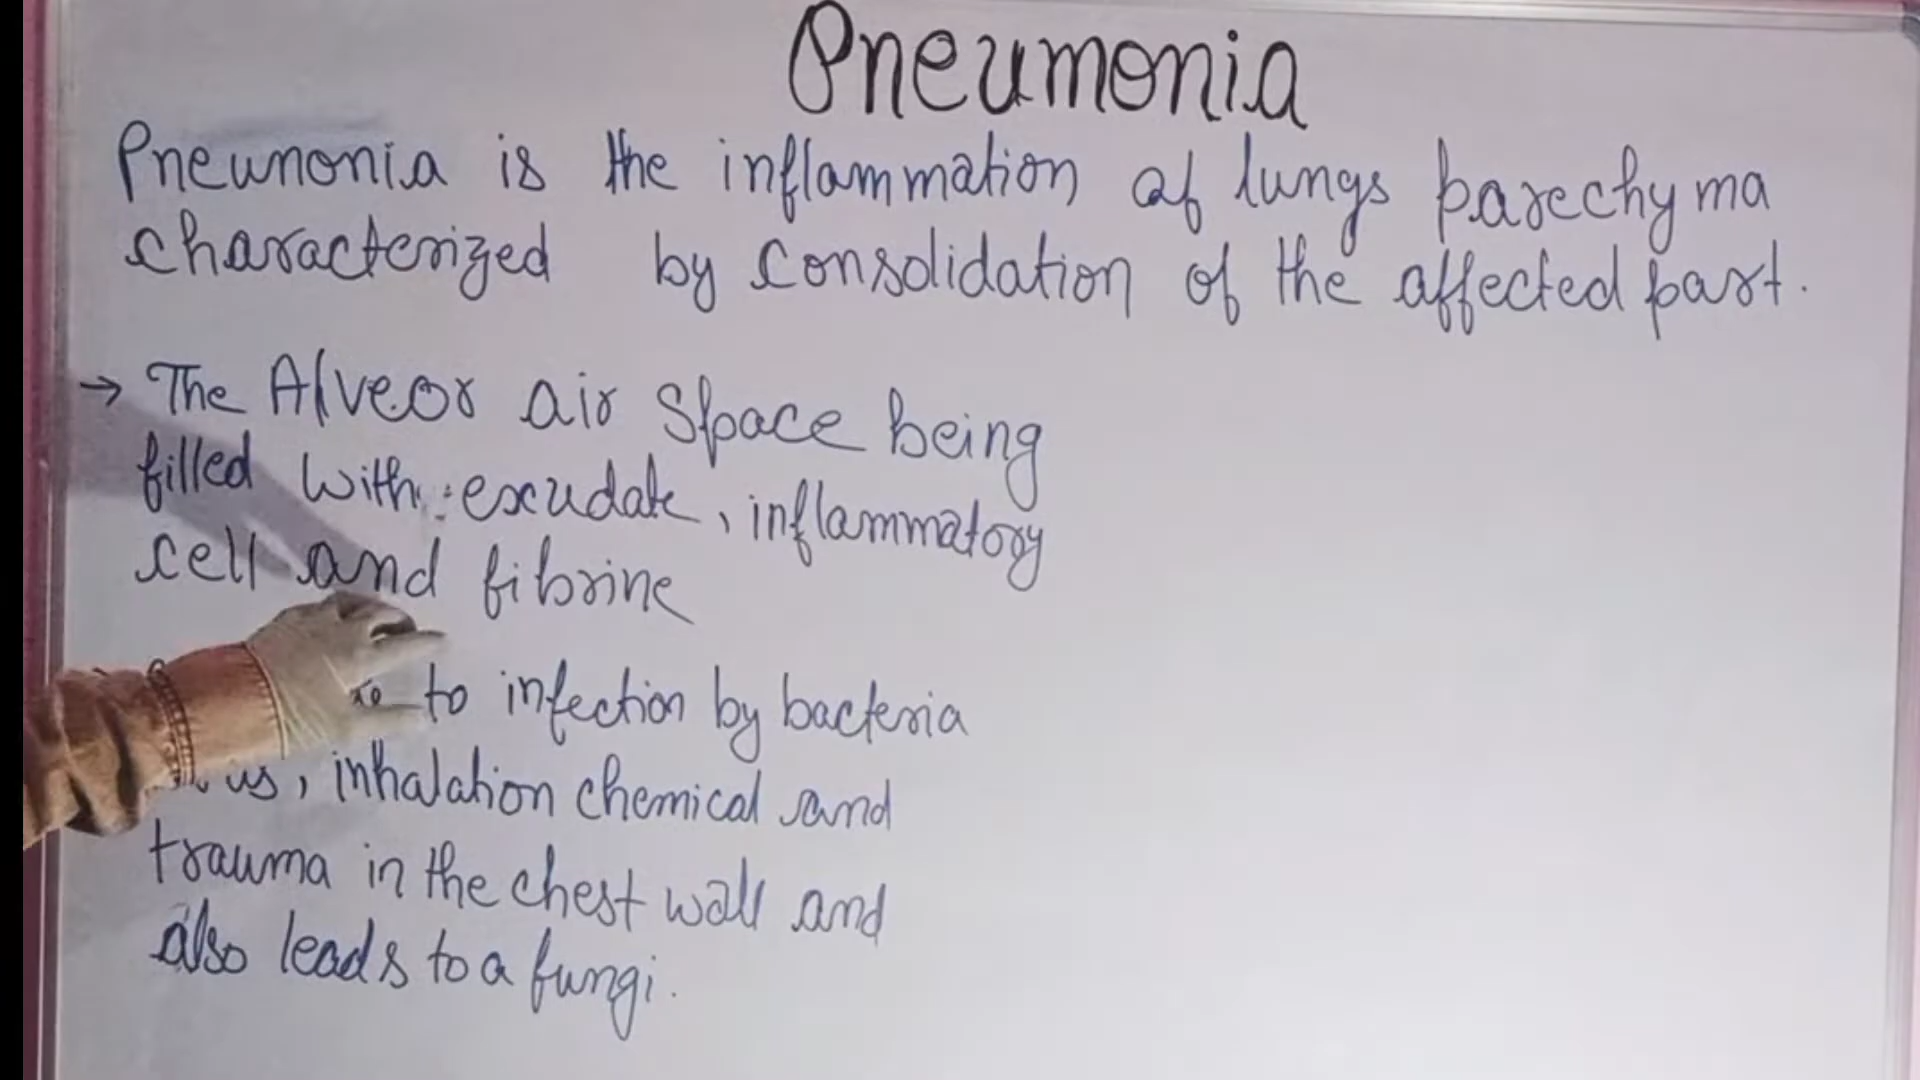 Pneumonia
Pneunonia is the inflammation of lungs parechyma
characterized by consolidation of the affected part.
→ The Alveor air space being
filled with exudate, inflammatory
cell and fibrine
to infection by bacteria
inhalation chemical and
trauma in the chest wall and
also leads to a fungi.